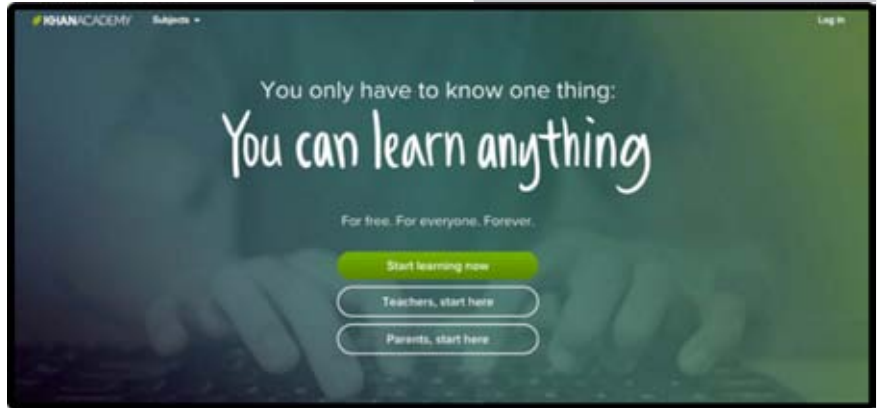 KHANACADEMY Subjects Log in
You only have to know one thing:
You can learn anything
For free. For everyone. Forever.
Start learning now
Teachers, start here
Parents, start here